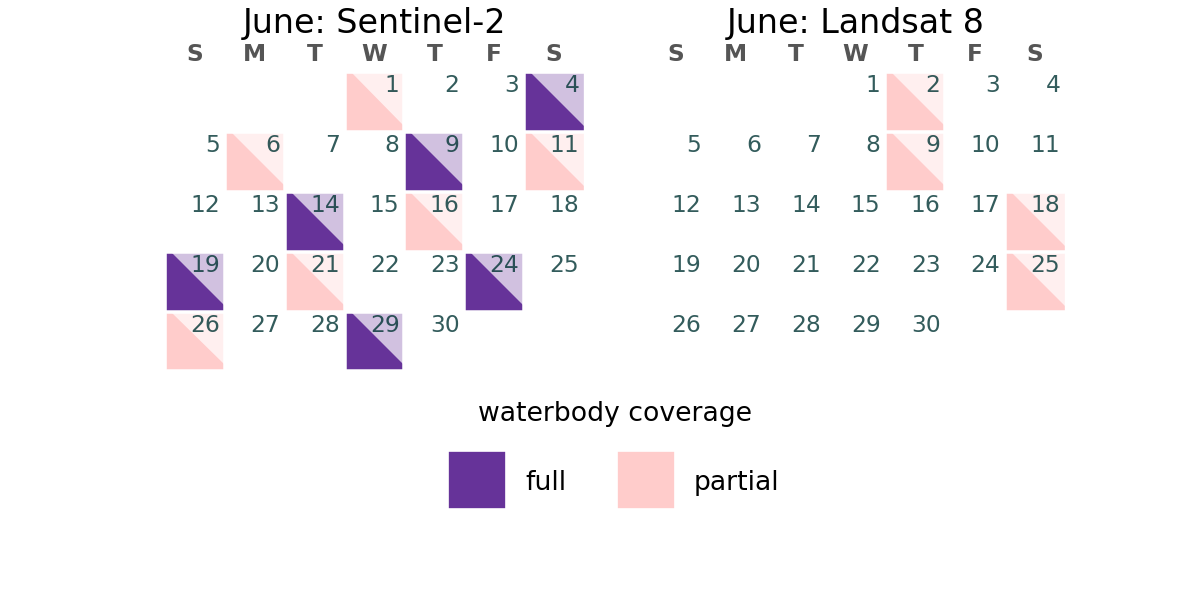 June: Sentinel-2
S M T W T F S
1 2 3 4
5 6 7 8 9 10 11
12 13 14 15 16 17 18
19 20 21 22 23 24 25
26 27 28 29 30
June: Landsat 8
S M T W T F S
1 2 3 4
5 6 7 8 9 10 11
12 13 14 15 16 17 18
19 20 21 22 23 24 25
26 27 28 29 30
waterbody coverage
full partial